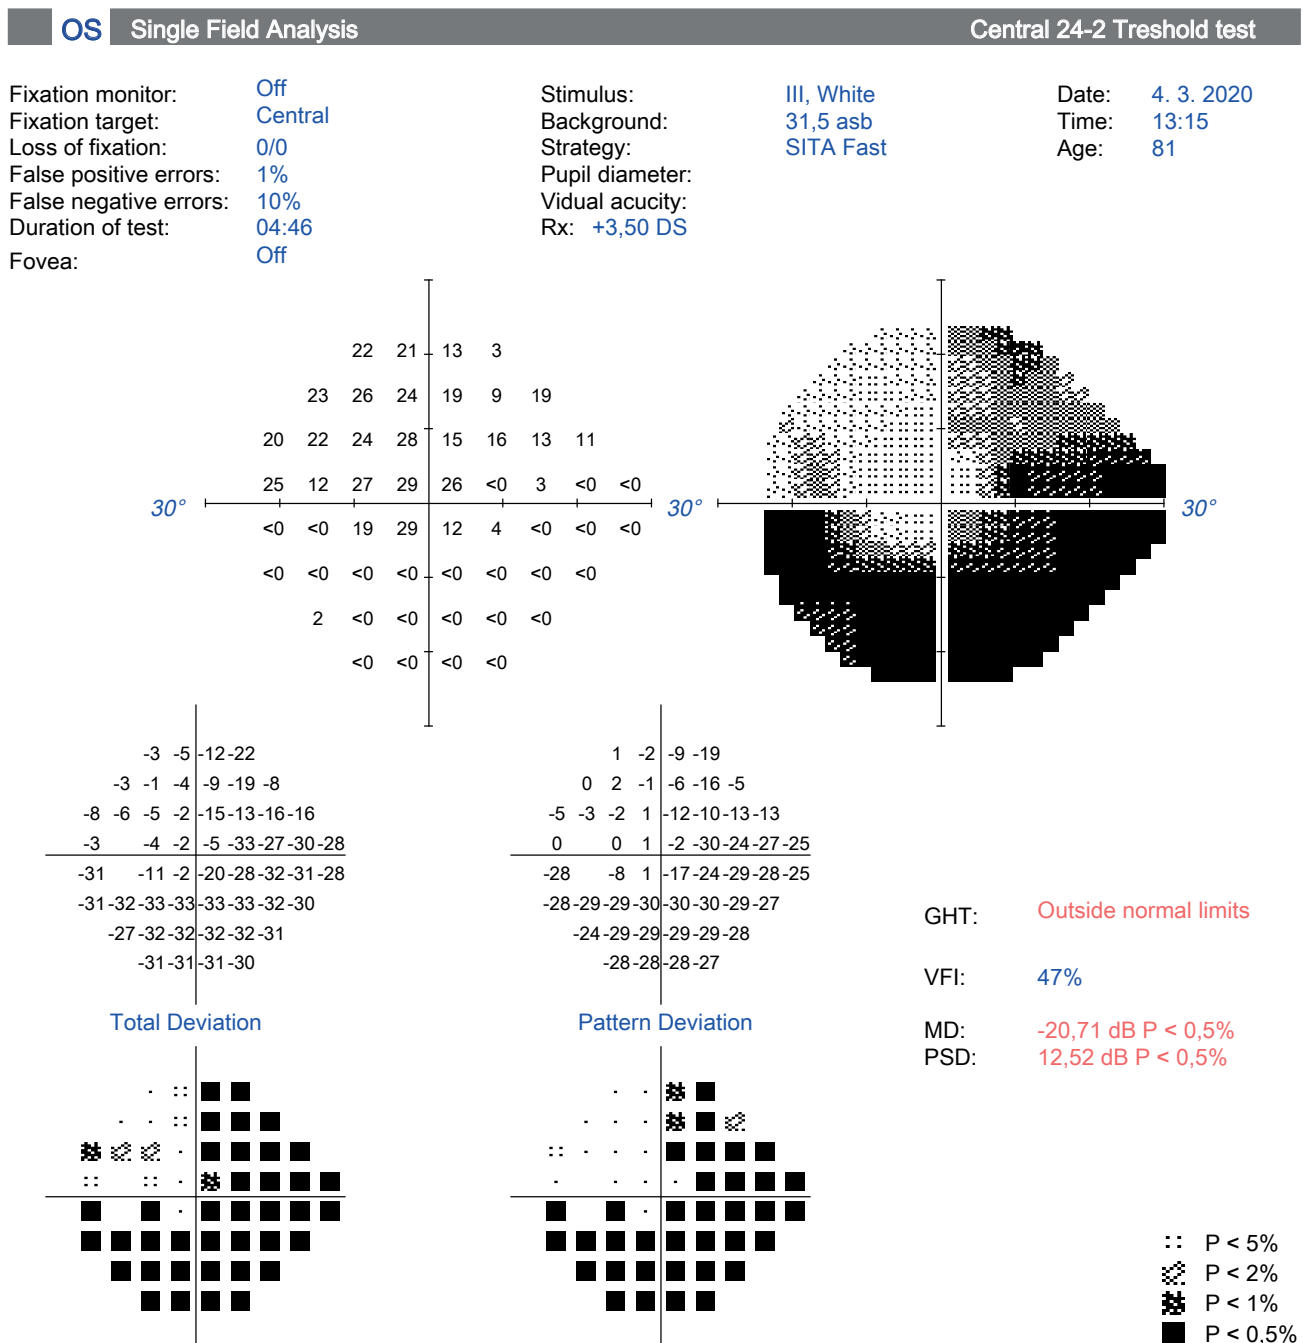 OS Single Field Analysis Central 24-2 Treshold test
Fixation monitor: Off Stimulus: III, White Date: 4. 3. 2020
Fixation target: Central Background: 31,5 asb Time: 13:15
Loss of fixation: 0/0 Strategy: SITA Fast Age: 81
False positive errors: 1% Pupil diameter:
False negative errors: 10% Vidual acucity:
Duration of test: 04:46 Rx: +3,50 DS
Fovea: Off
22 21 13 3
23 26 24 19 9 19
20 22 24 28 15 16 13 11
25 12 27 29 26 <0 3 <0 <0
30° 30° 30°
<0 <0 19 29 12 4 <0 <0 <0
<0 <0 <0 <0 <0 <0 <0 <0
2 <0 <0 <0 <0 <0
<0 <0 <0 <0
-3 -5 -12 -22 1 -2 -9 -19
-3 -1 -4 -9 -19 -8 0 2 -1 -6 -16 -5
-8 -6 -5 -2 -15 -13 -16 -16 -5 -3 -2 1 -12 -10 -13 -13
-3 -4 -2 -5 -33 -27 -30 -28 0 0 1 -2 -30 -24 -27 -25
-31 -11 -2 -20 -28 -32 -31 -28 -28 -8 1 -17 -24 -29 -28 -25
-31 -32 -33 -33 -33 -33 -32 -30 -28 -29 -29 -30 -30 -30 -29 -27
-27 -32 -32 -32 -32 -31 -24 -29 -29 -29 -29 -28
-31 -31 -31 -30 -28 -28 -28 -27
GHT: Outside normal limits
VFI: 47%
MD: -20,71 dB P < 0,5%
PSD: 12,52 dB P < 0,5%
Total Deviation Pattern Deviation
P < 5%
P < 2%
P < 1%
P < 0,5%